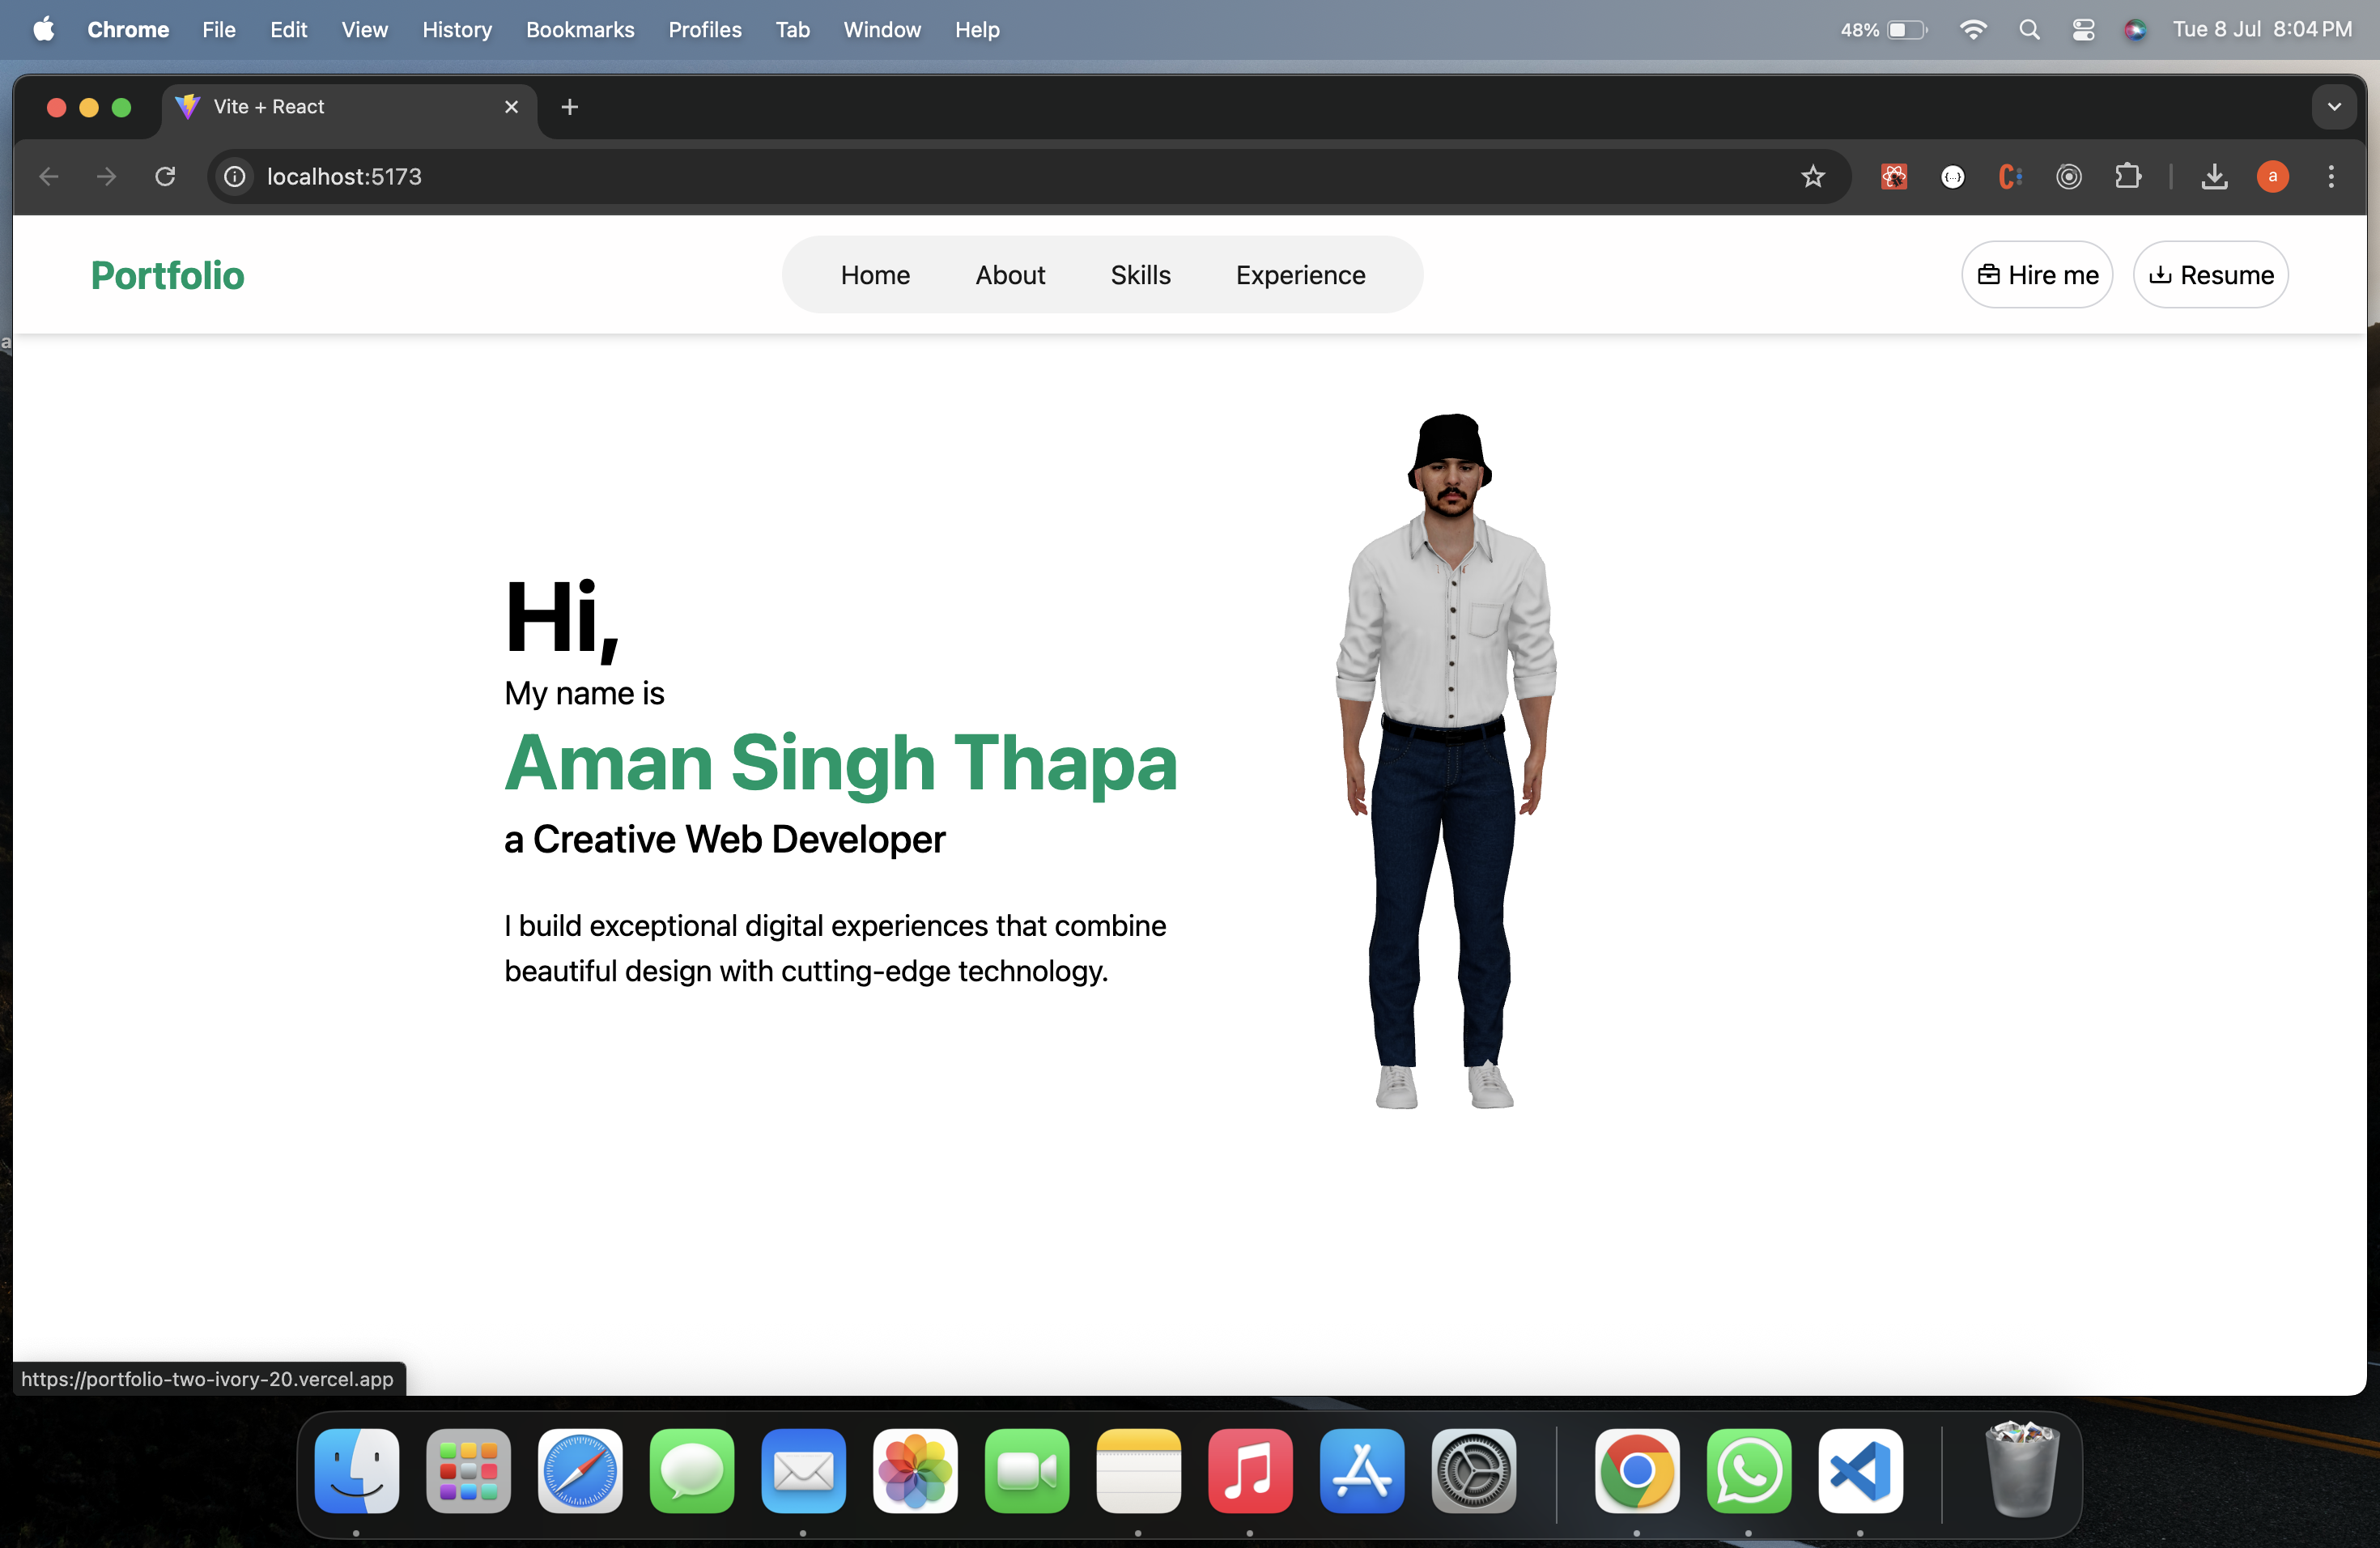 Chrome File Edit View History Bookmarks Profiles Tab Window Help 48% Tue 8 Jul 8:04 PM
Vite + React
localhost:5173
a
Portfolio Home About Skills Experience Hire me Resume
a
Hi,
My name is
Aman Singh Thapa
a Creative Web Developer
I build exceptional digital experiences that combine
beautiful design with cutting-edge technology.
https://portfolio-two-ivory-20.vercel.app